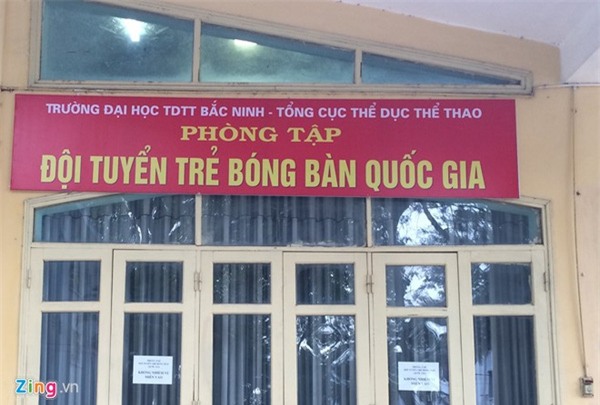 TRƯỜNG ĐẠI HỌC TDTT BẮC NINH - TỔNG CỤC THỂ DỤC THỂ THAO
PHÒNG TẬP
ĐỘI TUYỂN TRẺ BÓNG BÀN QUỐC GIA
Zing.vn